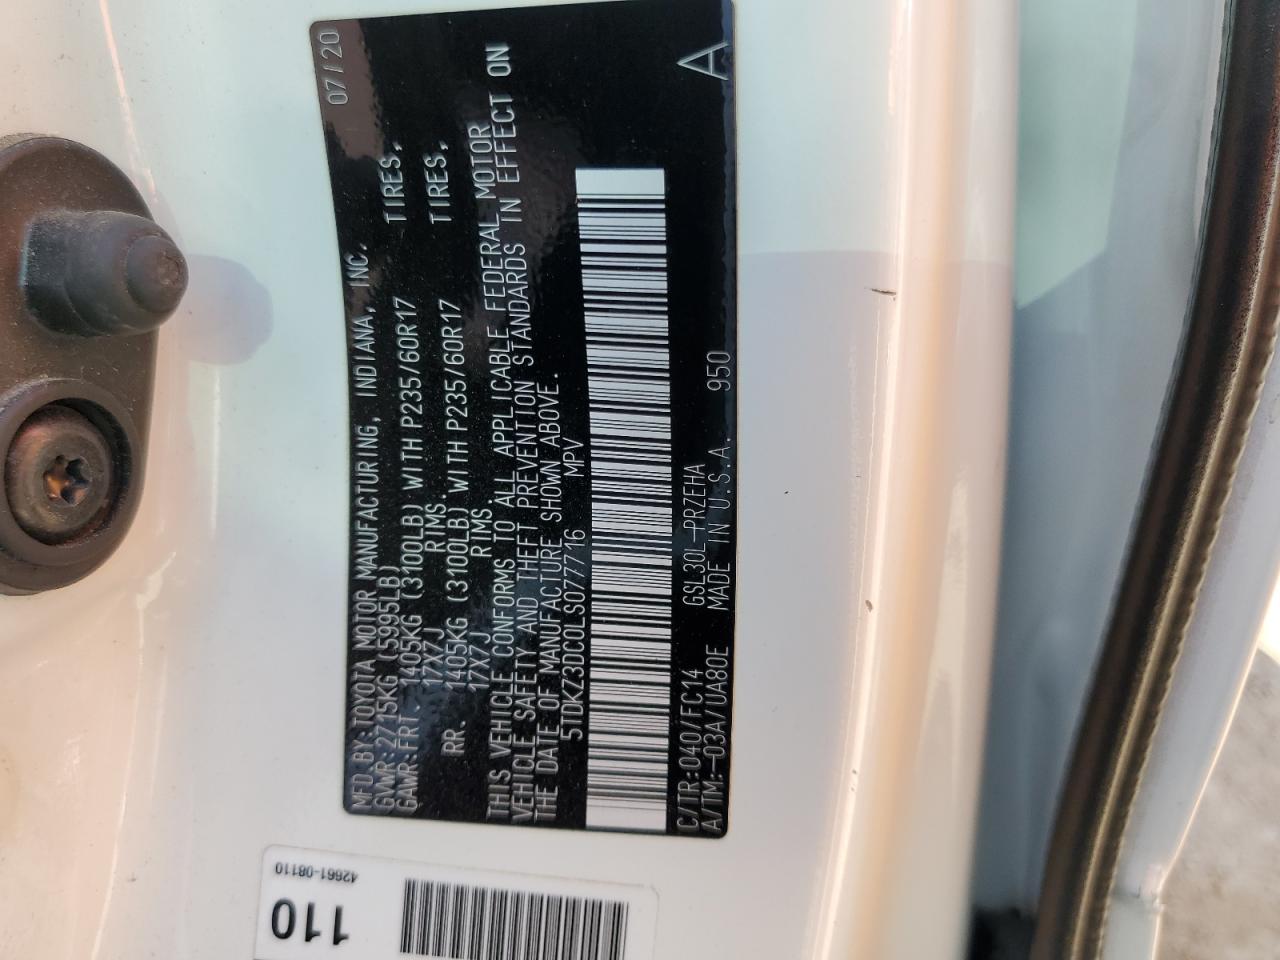 MFD.BY:TOYOTA MOTOR MANUFACTURING, INDIANA, INC. 07/20
GVWR:2715KG(5995LB)
GAWR:FRT. 1405KG (3100LB) WITH P235/60R17 TIRES,
17X7J RIMS.
RR. 1405KG (3100LB) WITH P235/60R17 TIRES,
17X7J RIMS
THIS VEHICLE CONFORMS TO ALL APPLICABLE FEDERAL MOTOR
VEHICLE SAFETY AND THEFT PREVENTION STANDARDS IN EFFECT ON
THE DATE OF MANUFACTURE SHOWN ABOVE.
5TDKZ3DC0LS077716 MPV
C/TR:040/FC14 GSL30L-PRZEHA A
A/TM:-03A/UA80E MADE IN U.S.A. 950
42661-08110
110